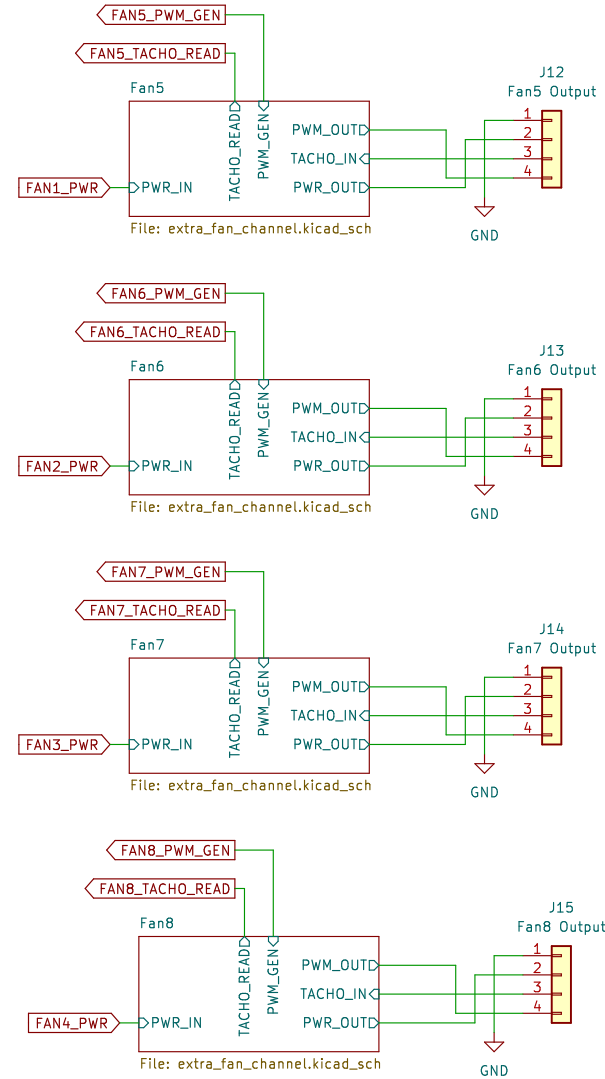 FAN5_PWM_GEN
FAN5_TACHO_READ
Fan5
J12
Fan5 Output
TACHO_READ
PWM_GEN
PWM_OUT
TACHO_IN
PWR_OUT
1
2
3
4
FAN1_PWR
PWR_IN
File: extra_fan_channel.kicad_sch
GND
FAN6_PWM_GEN
FAN6_TACHO_READ
Fan6
J13
Fan6 Output
TACHO_READ
PWM_GEN
PWM_OUT
TACHO_IN
PWR_OUT
1
2
3
4
FAN2_PWR
PWR_IN
File: extra_fan_channel.kicad_sch
GND
FAN7_PWM_GEN
FAN7_TACHO_READ
Fan7
J14
Fan7 Output
TACHO_READ
PWM_GEN
PWM_OUT
TACHO_IN
PWR_OUT
1
2
3
4
FAN3_PWR
PWR_IN
File: extra_fan_channel.kicad_sch
GND
FAN8_PWM_GEN
FAN8_TACHO_READ
Fan8
J15
Fan8 Output
TACHO_READ
PWM_GEN
PWM_OUT
TACHO_IN
PWR_OUT
1
2
3
4
FAN4_PWR
PWR_IN
File: extra_fan_channel.kicad_sch
GND